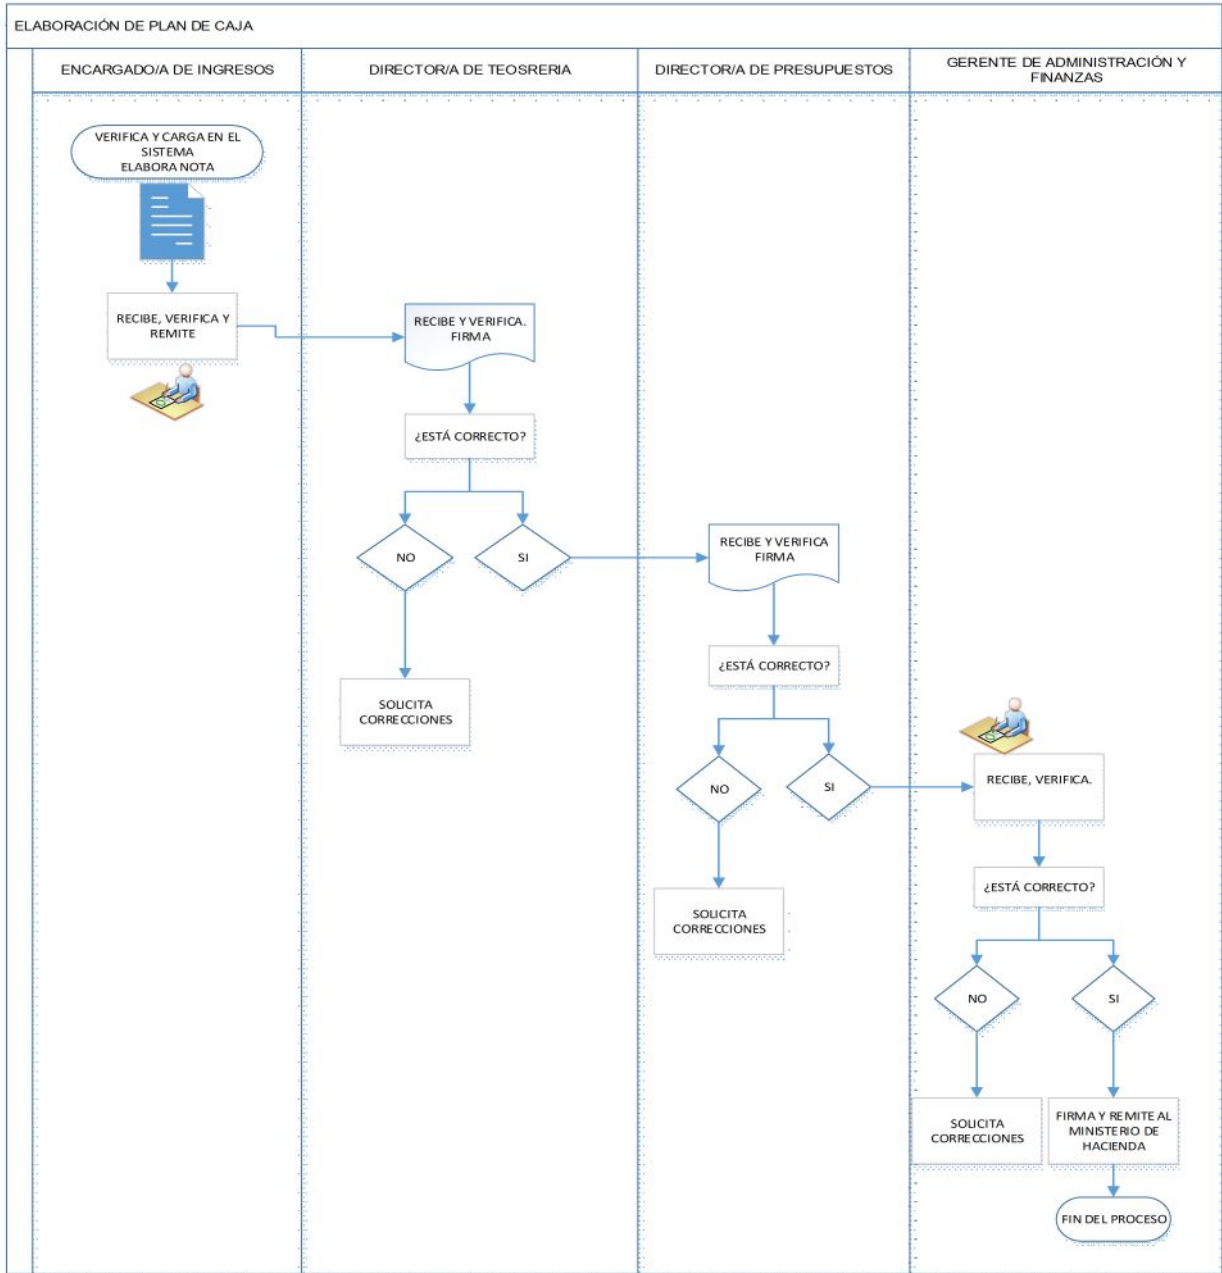 ELABORACIÓN DE PLAN DE CAJA
ENCARGADO/A DE INGRESOS
DIRECTOR/A DE TEOSRERIA
DIRECTOR/A DE PRESUPUESTOS
GERENTE DE ADMINISTRACIÓN Y
FINANZAS
VERIFICA Y CARGA EN EL
SISTEMA
ELABORA NOTA
RECIBE, VERIFICA Y
REMITE
RECIBE Y VERIFICA.
FIRMA
¿ESTÁ CORRECTO?
NO
SI
SOLICITA
CORRECCIONES
RECIBE Y VERIFICA
FIRMA
¿ESTÁ CORRECTO?
NO
SI
SOLICITA
CORRECCIONES
RECIBE, VERIFICA.
¿ESTÁ CORRECTO?
NO
SI
SOLICITA
CORRECCIONES
FIRMA Y REMITE AL
MINISTERIO DE
HACIENDA
FIN DEL PROCESO